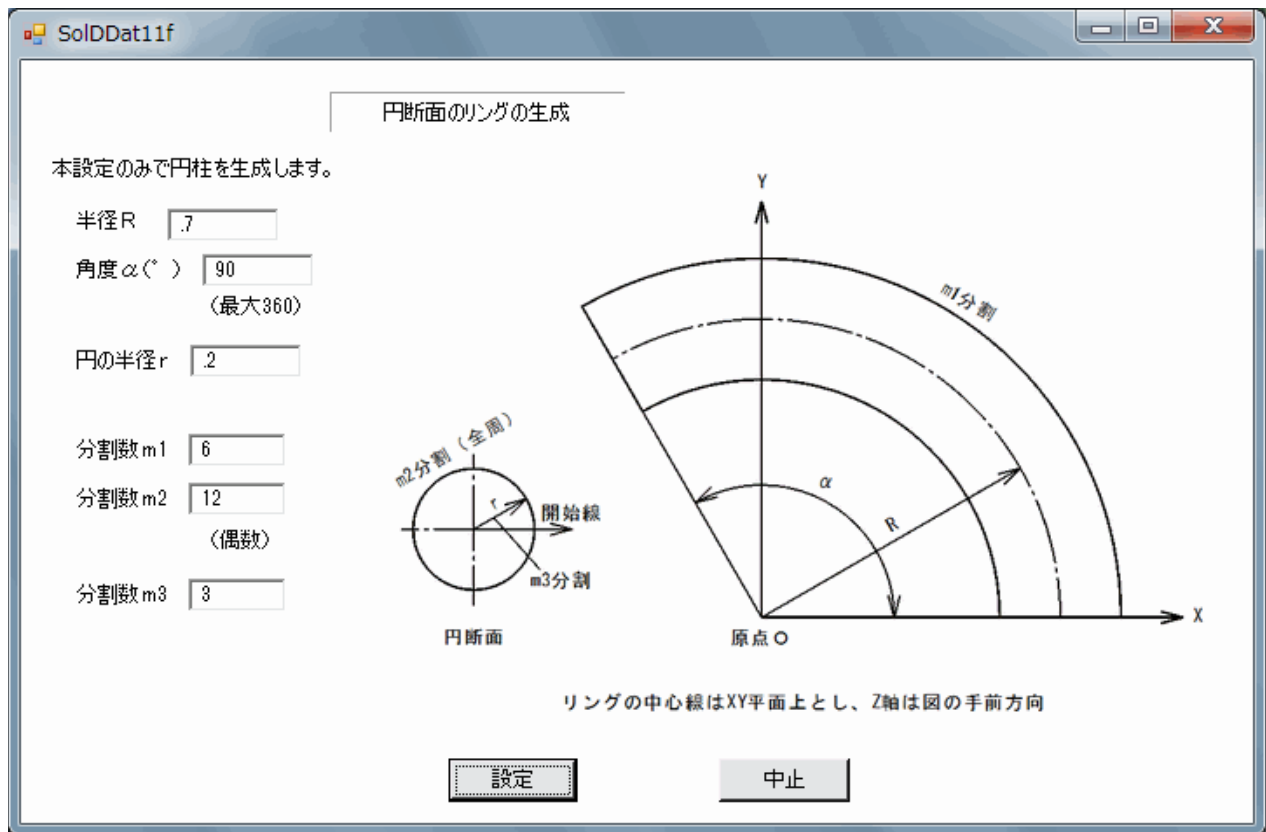 SolDDat11f
円断面のリングの生成
本設定のみで円柱を生成します。
半径R .7
角度α(ﾟ) 90
(最大360)
円の半径r .2
分割数m1 6
分割数m2 12
(偶数)
分割数m3 3
m2分割(全周)
r
開始線
m3分割
円断面
Y
m1分割
α
R
X
原点O
リングの中心線はXY平面上とし、Z軸は図の手前方向
設定
中止